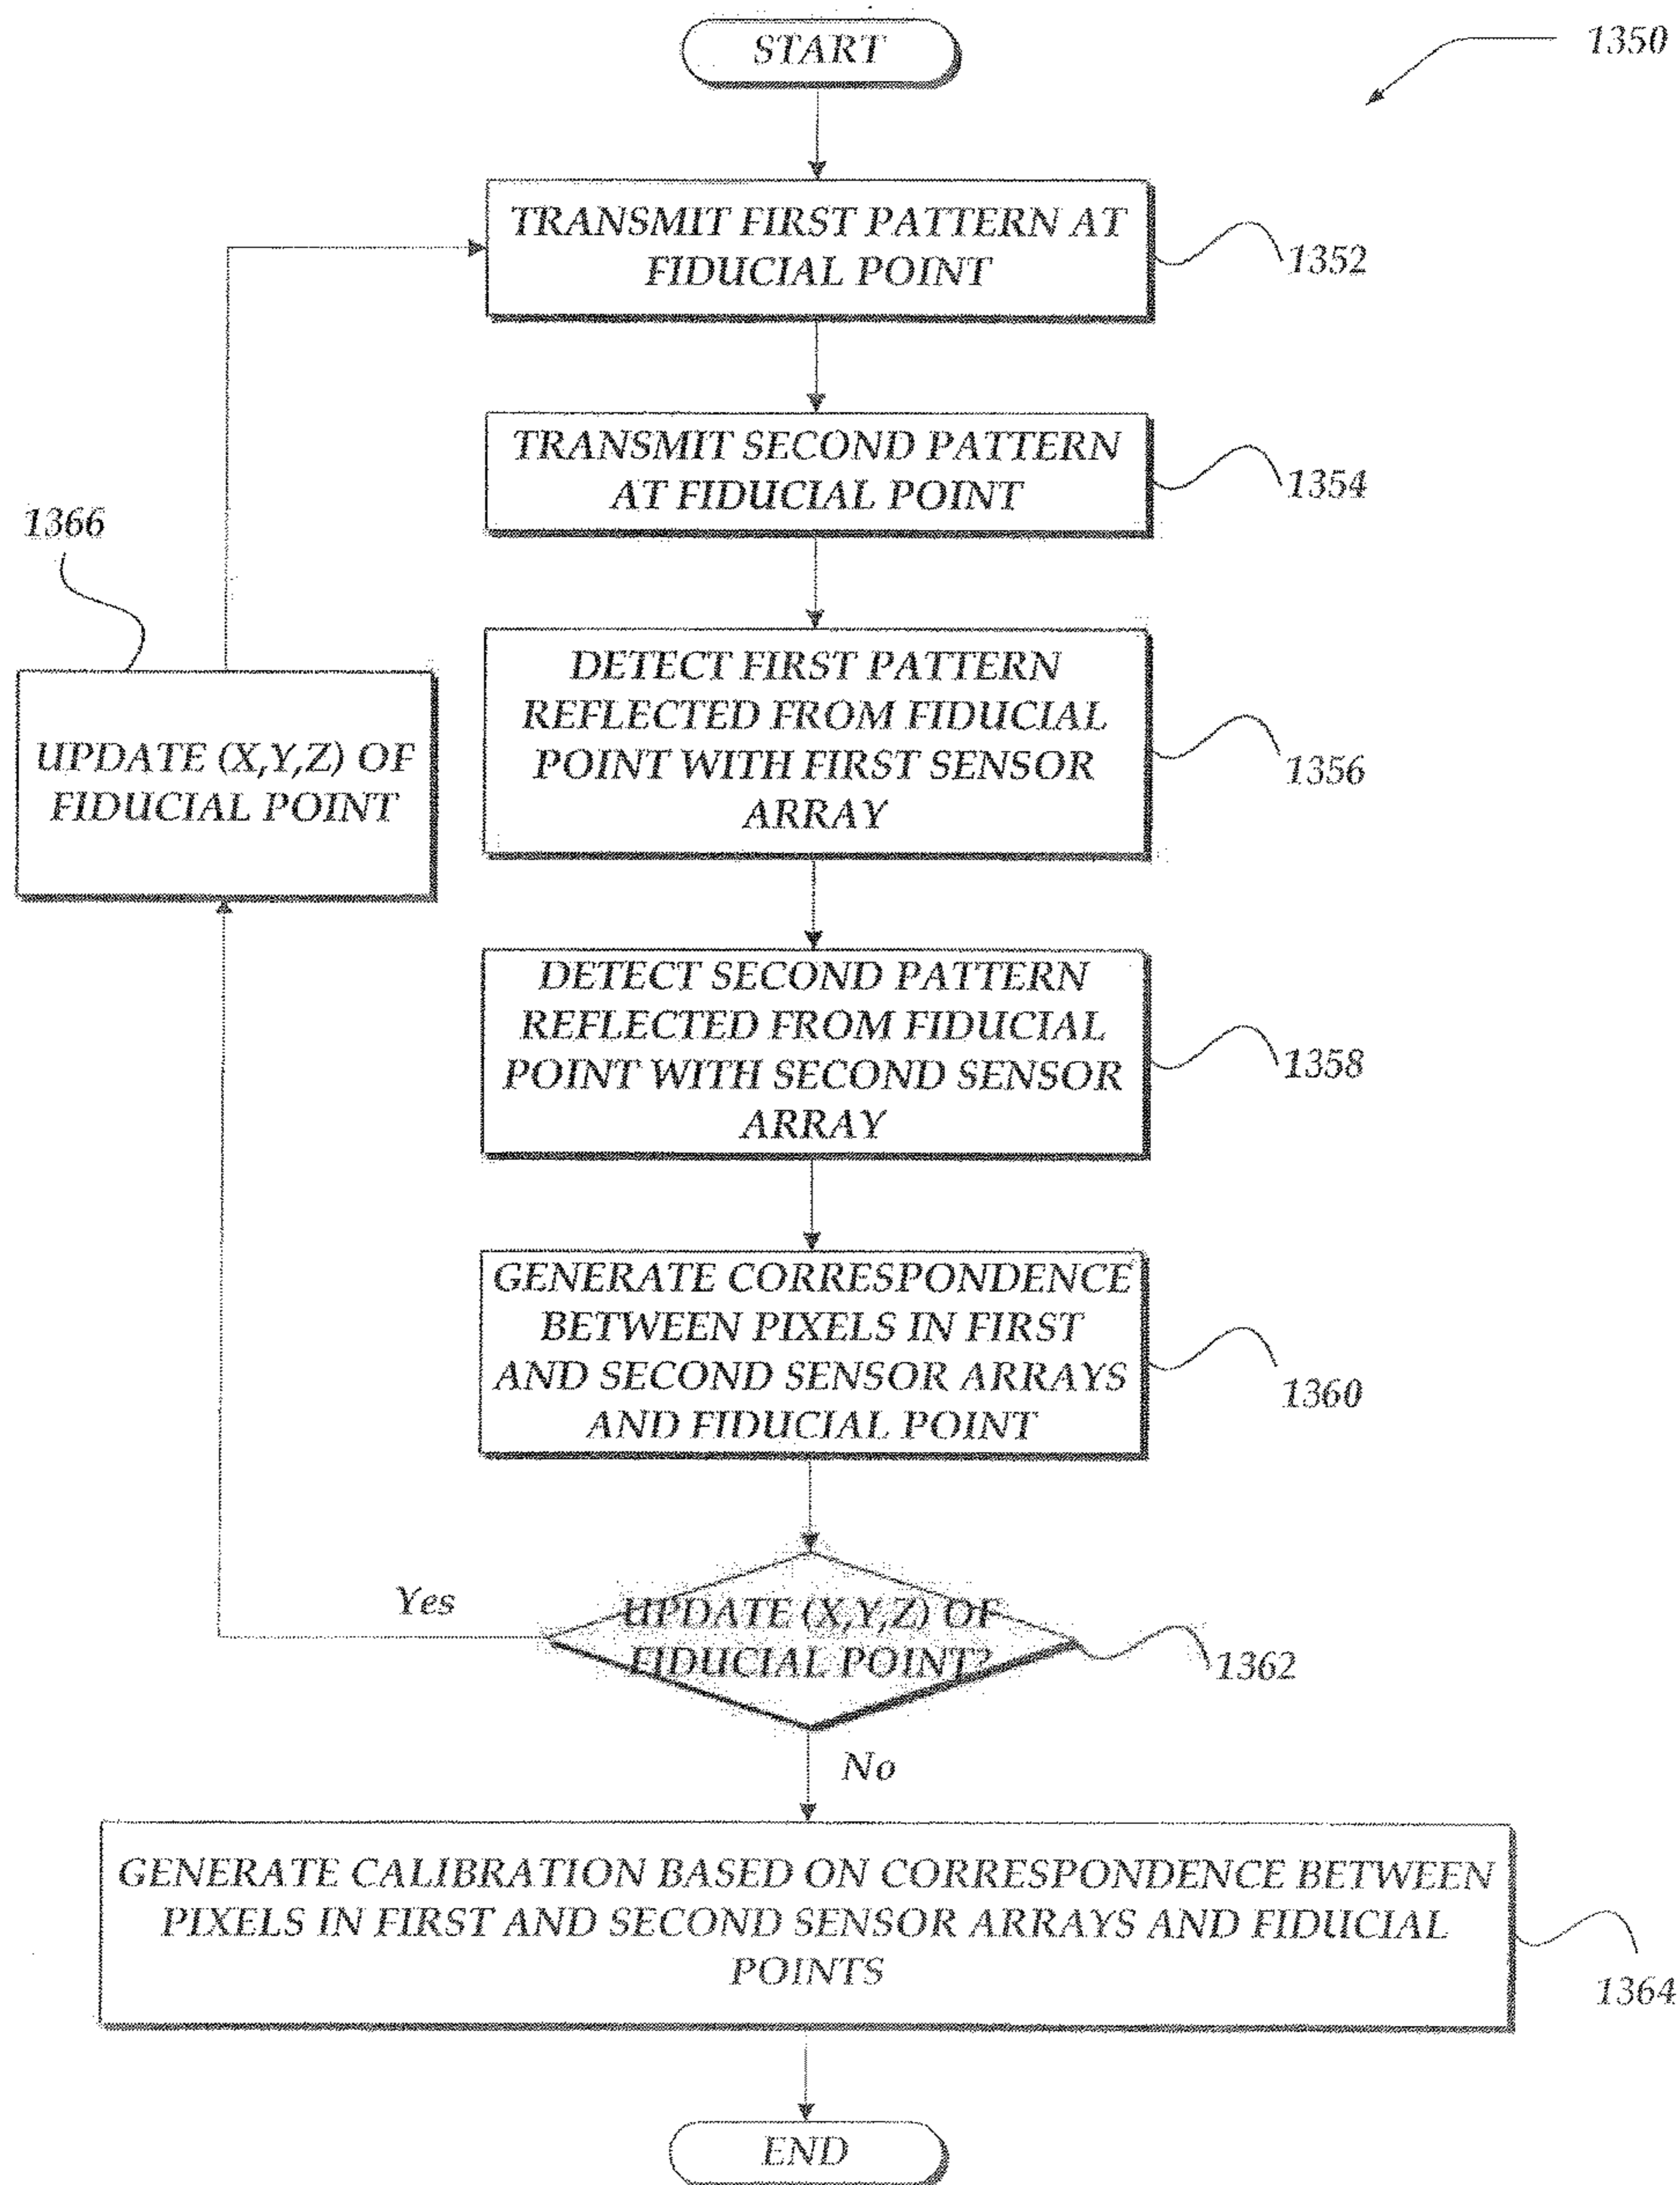 START
1350
TRANSMIT FIRST PATTERN AT
FIDUCIAL POINT
1352
TRANSMIT SECOND PATTERN
AT FIDUCIAL POINT
1354
1366
UPDATE (X,Y,Z) OF
FIDUCIAL POINT
DETECT FIRST PATTERN
REFLECTED FROM FIDUCIAL
POINT WITH FIRST SENSOR
ARRAY
1356
DETECT SECOND PATTERN
REFLECTED FROM FIDUCIAL
POINT WITH SECOND SENSOR
ARRAY
1358
GENERATE CORRESPONDENCE
BETWEEN PIXELS IN FIRST
AND SECOND SENSOR ARRAYS
AND FIDUCIAL POINT
1360
Yes
UPDATE (X,Y,Z) OF
FIDUCIAL POINT?
1362
No
GENERATE CALIBRATION BASED ON CORRESPONDENCE BETWEEN
PIXELS IN FIRST AND SECOND SENSOR ARRAYS AND FIDUCIAL
POINTS
1364
END